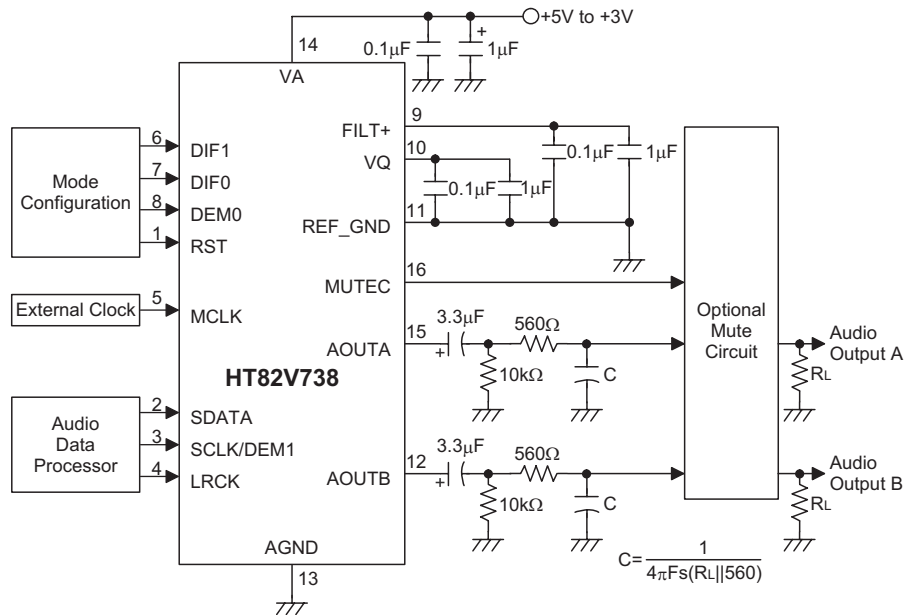 +5V to +3V
0.1µF
+
1µF
14
VA
9
FILT+
10
VQ
0.1µF
1µF
0.1µF
1µF
11
REF_GND
Mode
Configuration
6
DIF1
7
DIF0
8
DEM0
1
RST
16
MUTEC
External Clock
5
MCLK
15
AOUTA
3.3µF
+
560Ω
10kΩ
C
Optional
Mute
Circuit
Audio
Output A
RL
HT82V738
Audio
Data
Processor
2
SDATA
3
SCLK/DEM1
4
LRCK
12
AOUTB
3.3µF
+
560Ω
10kΩ
C
Audio
Output B
RL
AGND
13
C=1/4πFs(RL||560)